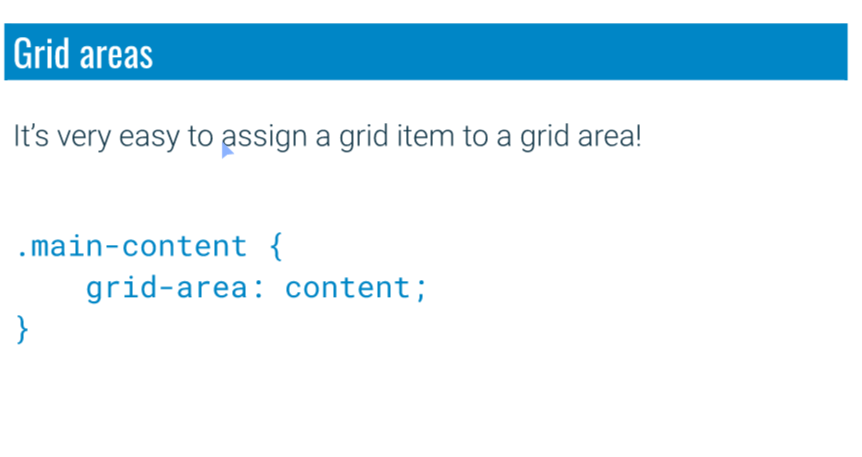 Grid areas
It’s very easy to assign a grid item to a grid area!
.main-content {
    grid-area: content;
}